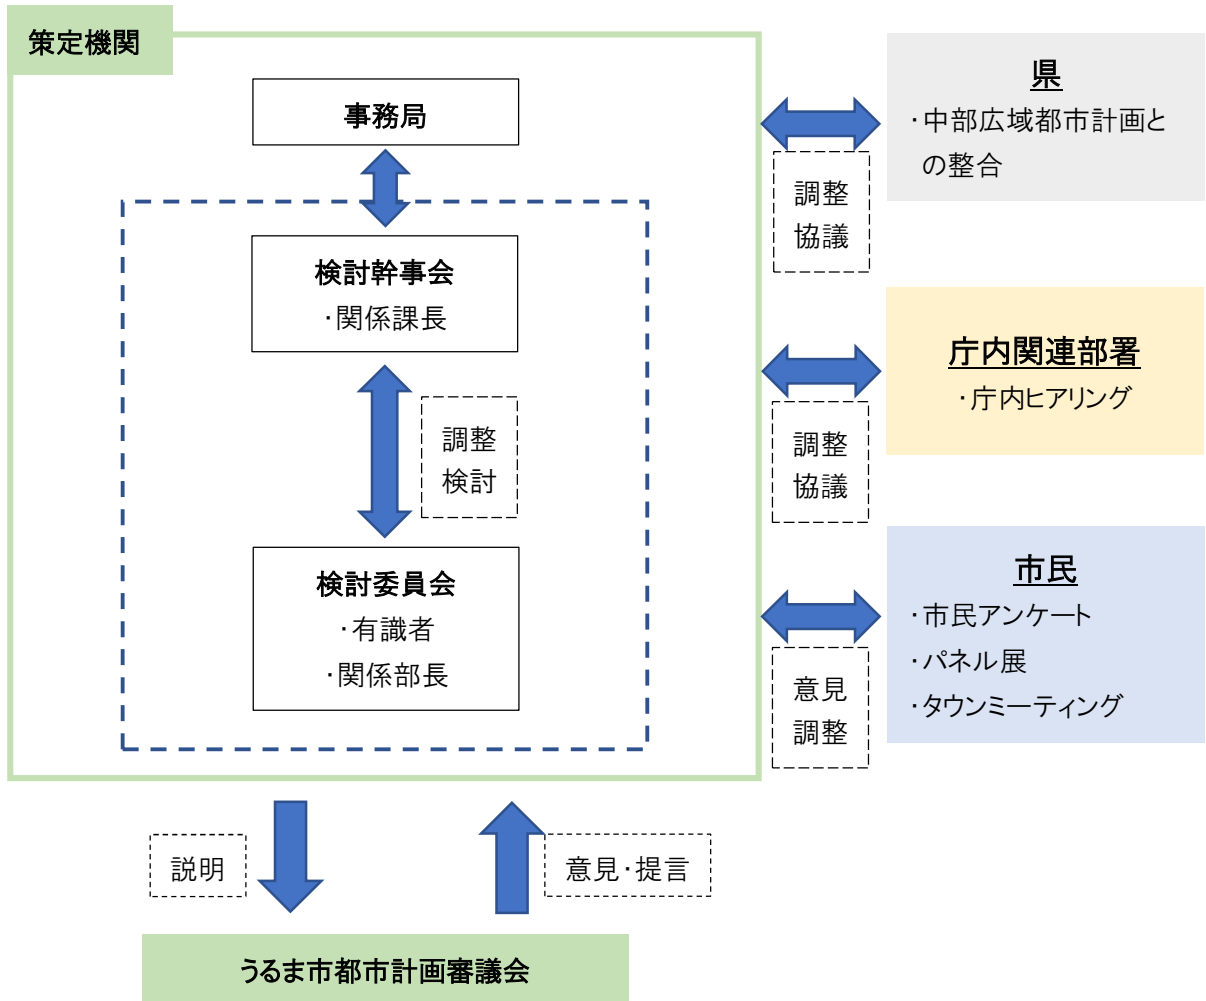 策定機関
事務局
検討幹事会
・関係課長
調整
検討
検討委員会
・有識者
・関係部長
調整
協議
県
・中部広域都市計画と
の整合
調整
協議
庁内関連部署
・庁内ヒアリング
意見
調整
市民
・市民アンケート
・パネル展
・タウンミーティング
説明
意見・提言
うるま市都市計画審議会